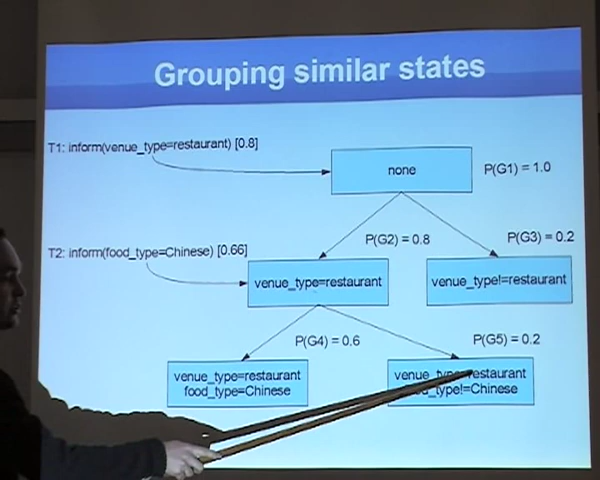 Grouping similar states
T1: inform(venue_type=restaurant) [0.8]
none
P(G1) = 1.0
P(G2) = 0.8
P(G3) = 0.2
T2: inform(food_type=Chinese) [0.66]
venue_type=restaurant
venue_type!=restaurant
P(G4) = 0.6
P(G5) = 0.2
venue_type=restaurant
food_type=Chinese
venue_type=restaurant
food_type!=Chinese